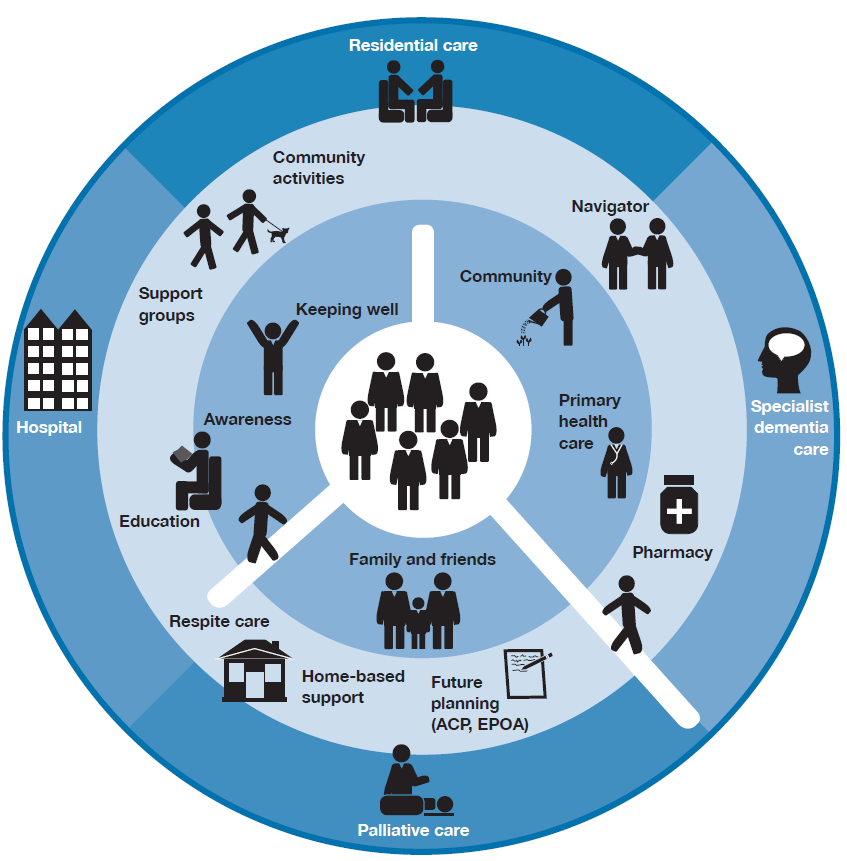 Residential care
Community
activities
Navigator
Support
groups
Keeping well
Community
Hospital
Awareness
Primary
health
care
Specialist
dementia
care
Education
Pharmacy
Family and friends
Respite care
Home-based
support
Future
planning
(ACP, EPOA)
Palliative care